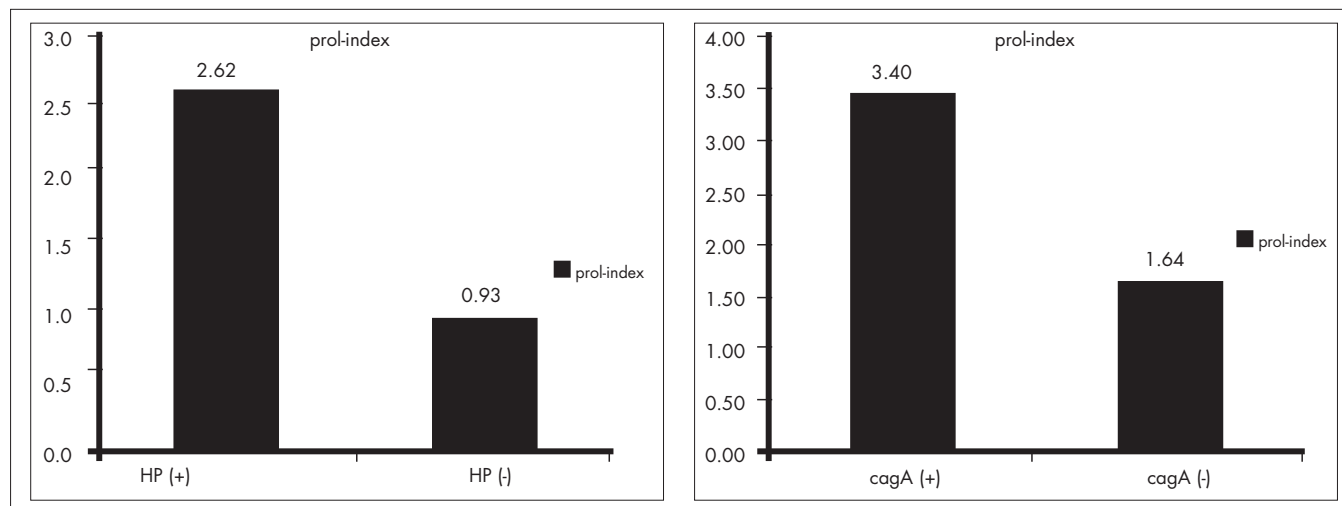 prol-index
3.0
2.5
2.0
1.5
1.0
0.5
0.0
2.62
0.93
prol-index
HP (+)
HP (-)
prol-index
4.00
3.50
3.00
2.50
2.00
1.50
1.00
0.50
0.00
3.40
1.64
prol-index
cagA (+)
cagA (-)